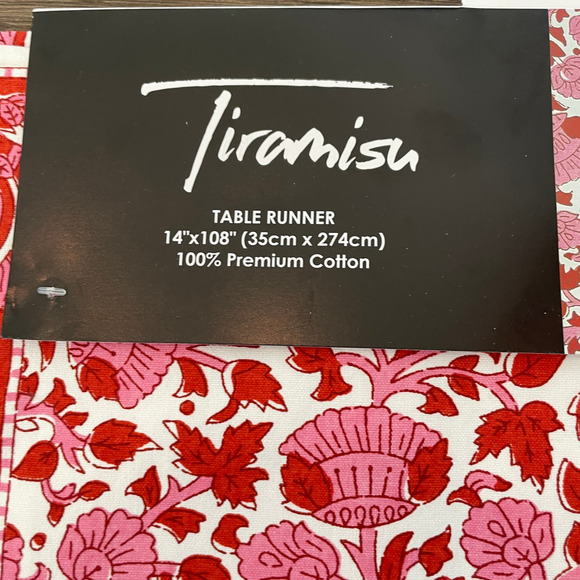 Tiramisu
TABLE RUNNER
14"x108" (35cm x 274cm)
100% Premium Cotton